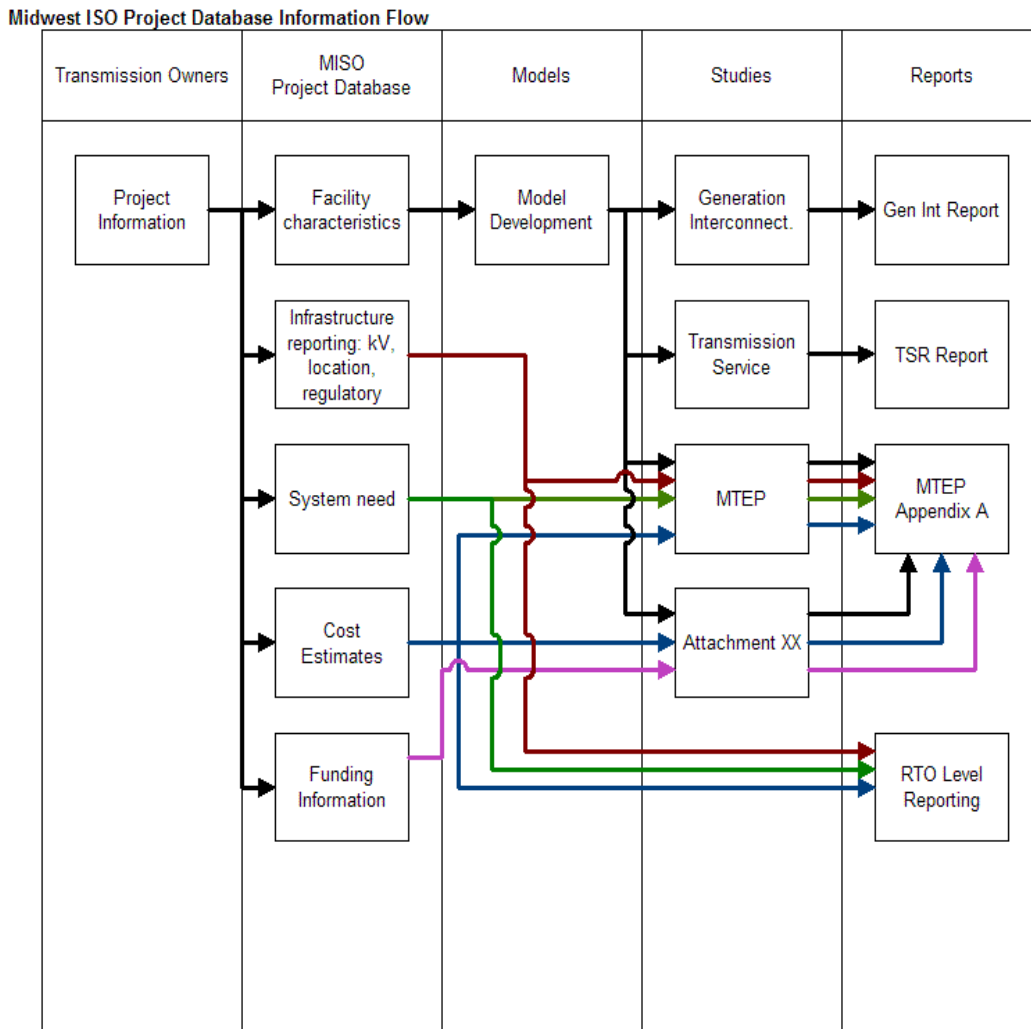 Midwest ISO Project Database Information Flow
Transmission Owners
MISO
Project Database
Models
Studies
Reports
Project
Information
Facility
characteristics
Model
Development
Generation
Interconnect.
Gen Int Report
Infrastructure
reporting: kV,
location,
regulatory
Transmission
Service
TSR Report
System need
MTEP
MTEP
Appendix A
Cost
Estimates
Attachment XX
Funding
Information
RTO Level
Reporting